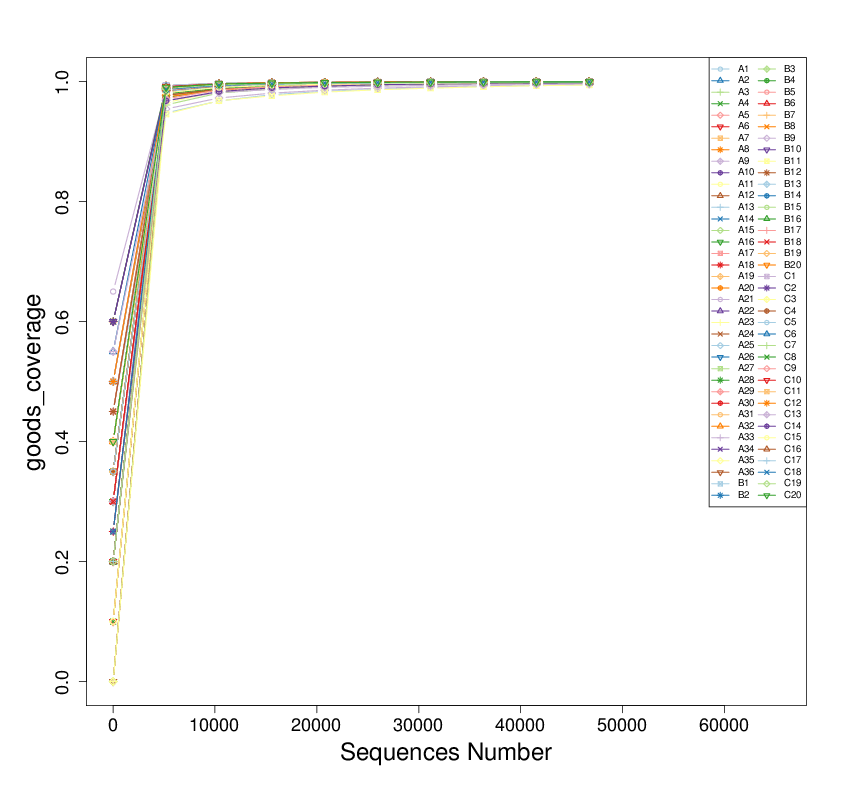 A1 B3
A2 B4
A3 B5
A4 B6
A5 B7
A6 B8
A7 B9
A8 B10
A9 B11
A10 B12
A11 B13
A12 B14
A13 B15
A14 B16
A15 B17
A16 B18
A17 B19
A18 B20
A19 C1
A20 C2
A21 C3
A22 C4
A23 C5
A24 C6
A25 C7
A26 C8
A27 C9
A28 C10
A29 C11
A30 C12
A31 C13
A32 C14
A33 C15
A34 C16
A35 C17
A36 C18
B1 C19
B2 C20
1.0
0.8
0.6
0.4
0.2
0.0
goods_coverage
0 10000 20000 30000 40000 50000 60000
Sequences Number